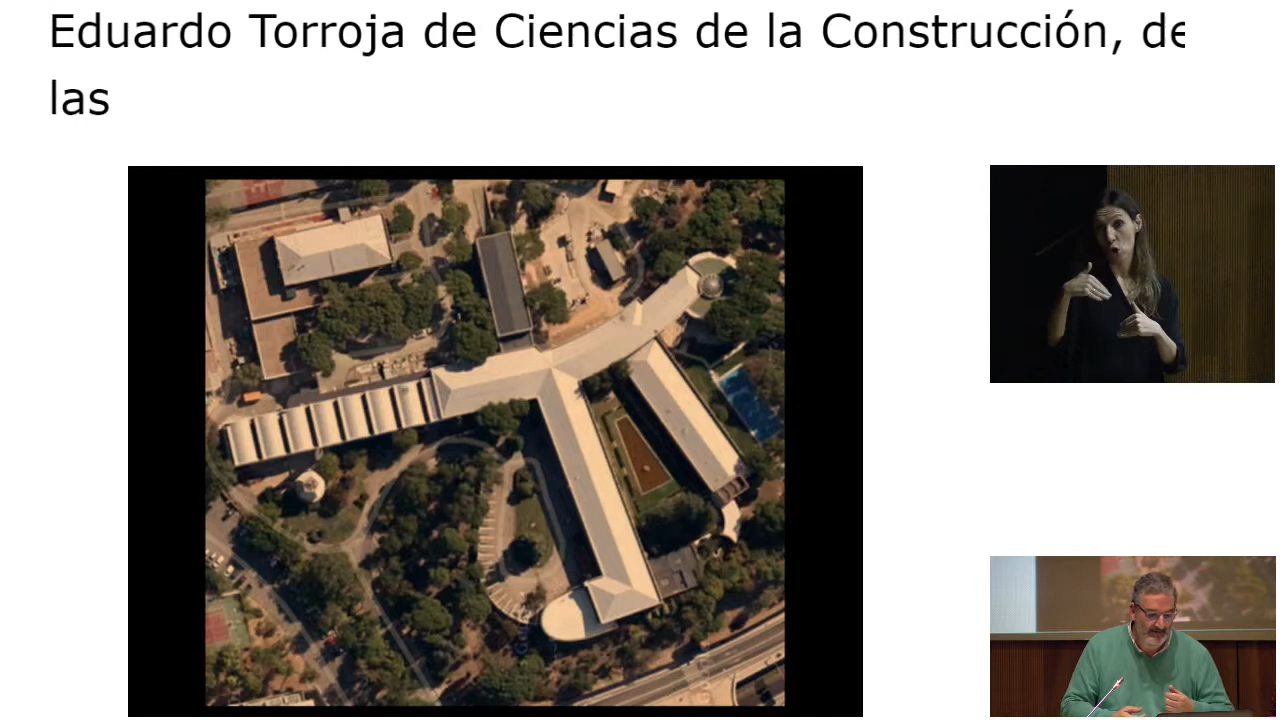 Eduardo Torroja de Ciencias de la Construcción, de
las